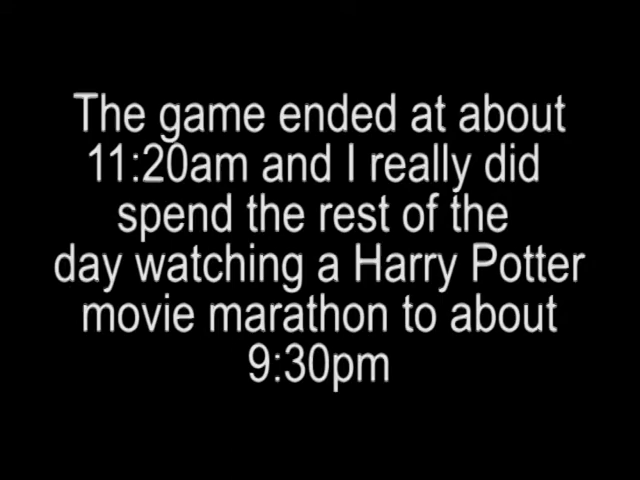 The game ended at about
11:20am and I really did
spend the rest of the
day watching a Harry Potter
movie marathon to about
9:30pm